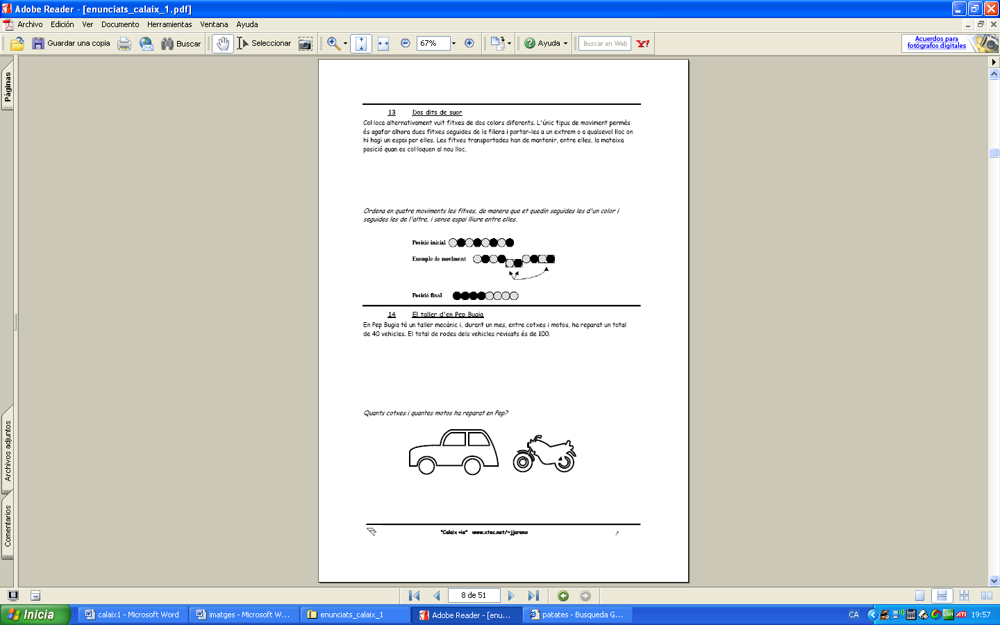 Adobe Reader - [enunciats_calaix_1.pdf]
Archivo Edición Ver Documento Herramientas Ventana Ayuda
Guardar una copia Buscar Seleccionar 67% Ayuda Buscar en Web Y!
Acuerdos para
fotógrafos digitales
Páginas
Archivos adjuntos
Comentarios
13 Dos dits de suor
Col·loca alternativament vuit fitxes de dos colors diferents. L'únic tipus de moviment permès
és agafar alhora dues fitxes seguides de la filera i portar-les a un extrem o a qualsevol lloc on
hi hagi un espai per elles. Les fitxes transportades han de mantenir, entre elles, la mateixa
posició quan es col·loquen al nou lloc.
Ordena en quatre moviments les fitxes, de manera que et quedin seguides les d'un color i
seguides les de l'altre, i sense espai lliure entre elles.
Posició inicial
Exemple de moviment
Posició final
14 El taller d'en Pep Bugia
En Pep Bugia té un taller mecànic i, durant un mes, entre cotxes i motos, ha reparat un total
de 40 vehicles. El total de rodes dels vehicles revisats és de 100.
Quants cotxes i quantes motos ha reparat en Pep?
"Calaix +ie" www.xtec.net/~jjareno 7
8 de 51
Inicia calaix1 - Microsoft Word imatges - Microsoft W... enunciats_calaix_1 Adobe Reader - [enu... patates - Busqueda G... CA LAN ATI 19:57